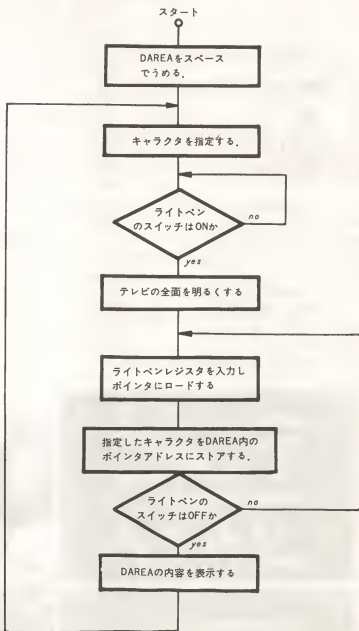 スタート
DAREAをスペース
でうめる.
キャラクタを指定する.
ライトペン
のスイッチはONか
no
yes
テレビの全面を明るくする
ライトペンレジスタを入力し
ポインタにロードする
指定したキャラクタをDAREA内の
ポインタアドレスにストアする.
ライトペンの
スイッチはOFFか
no
yes
DAREAの内容を表示する